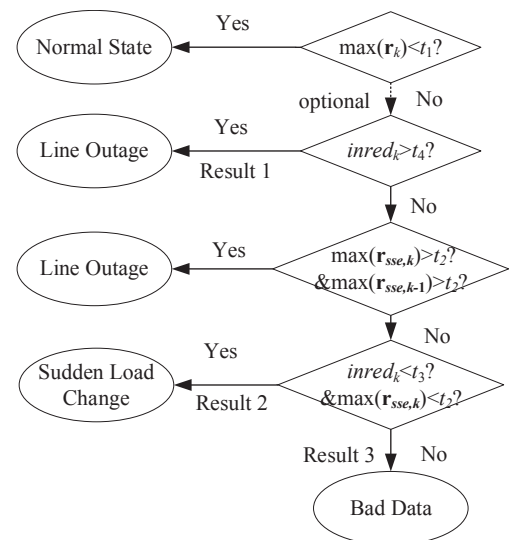 Yes
Normal State
max(r_k)<t_1?
optional
No
Yes
Line Outage
inred_k>t_4?
Result 1
No
Line Outage
Yes
max(r_sse,k)>t_2?
&max(r_sse,k-1)>t_2?
No
Yes
Sudden Load
Change
inred_k<t_3?
&max(r_sse,k)<t_2?
Result 2
Result 3
No
Bad Data